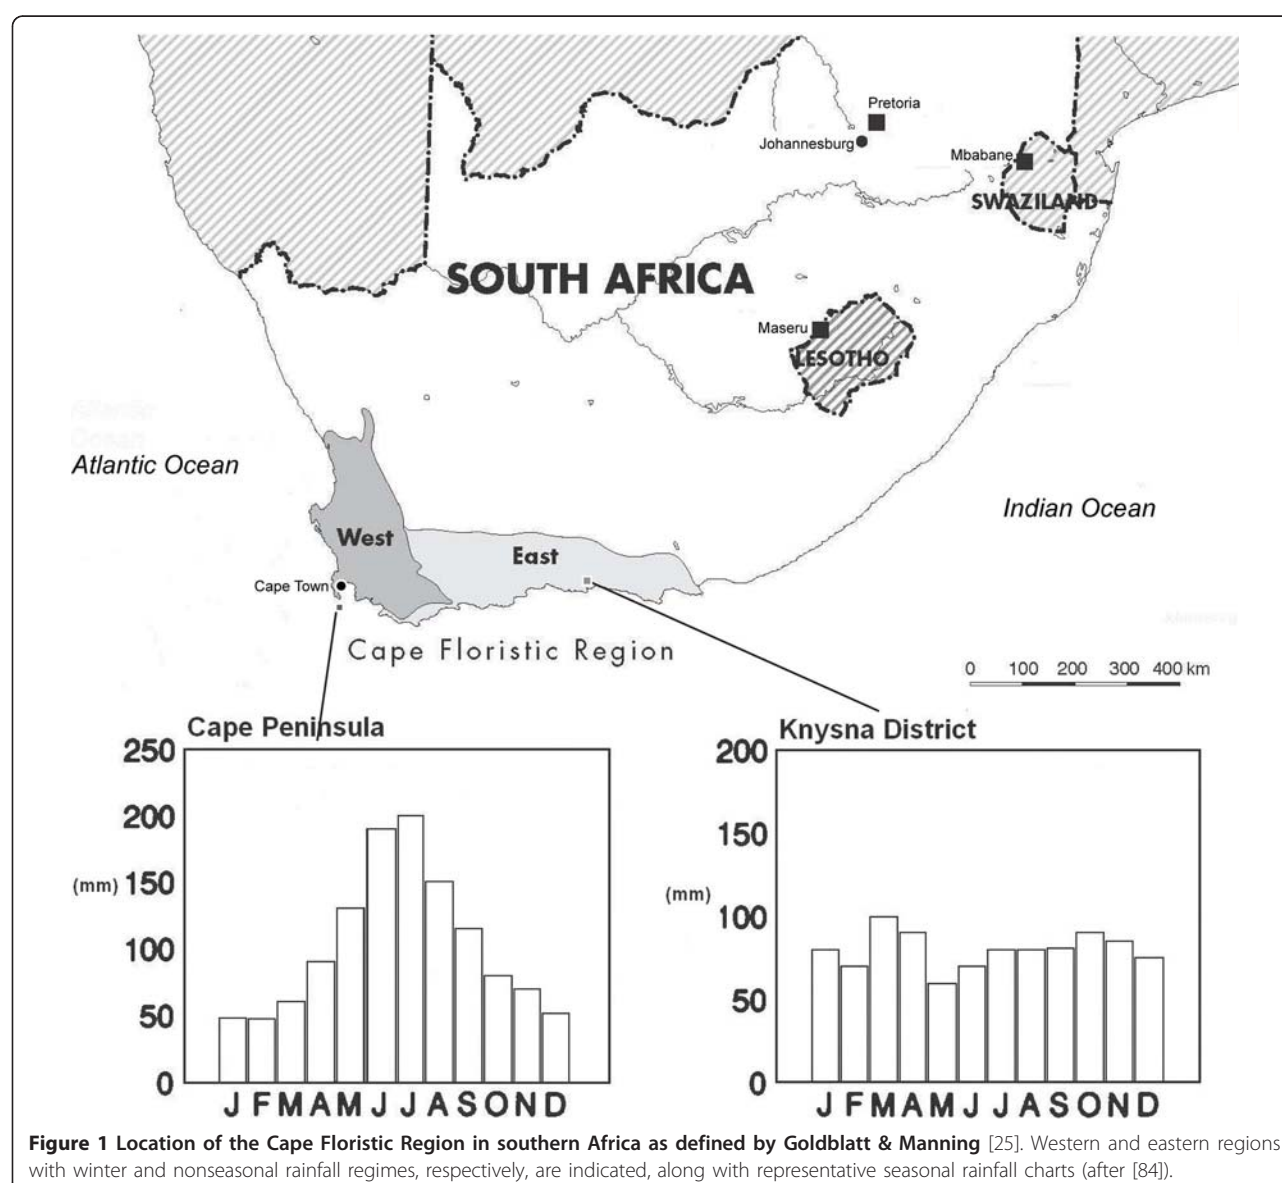 Pretoria
Johannesburg
Mbabane
SWAZILAND
SOUTH AFRICA
Maseru
LESOTHO
Atlantic
Ocean
Atlantic Ocean
Indian Ocean
West
East
Cape Town
Cape Floristic Region
0 100 200 300 400 km
Cape Peninsula
250
200
(mm) 150
100
50
0
J F M A M J J A S O N D
Knysna District
200
150
(mm)
100
50
0
J F M A M J J A S O N D
Figure 1 Location of the Cape Floristic Region in southern Africa as defined by Goldblatt & Manning [25]. Western and eastern regions
with winter and nonseasonal rainfall regimes, respectively, are indicated, along with representative seasonal rainfall charts (after [84]).